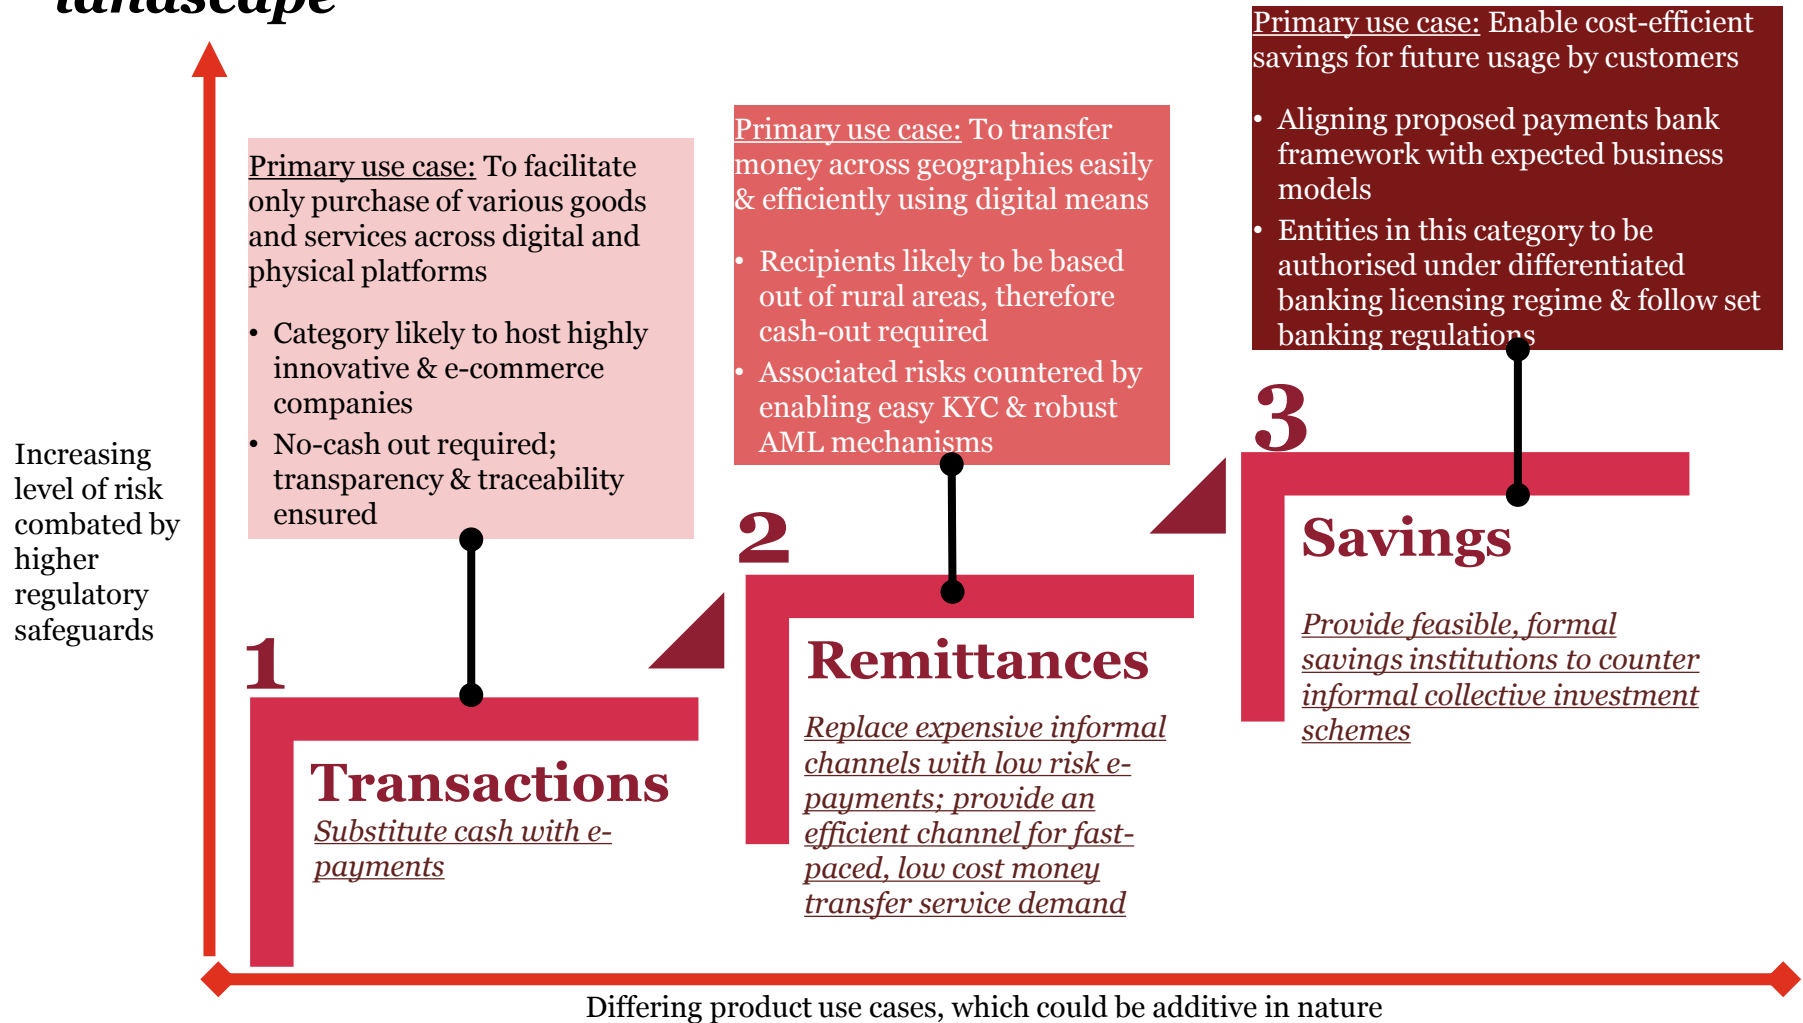 landscape
Primary use case: To facilitate
only purchase of various goods
and services across digital and
physical platforms
• Category likely to host highly
innovative & e-commerce
companies
• No-cash out required;
transparency & traceability
ensured
Primary use case: To transfer
money across geographies easily
& efficiently using digital means
• Recipients likely to be based
out of rural areas, therefore
cash-out required
• Associated risks countered by
enabling easy KYC & robust
AML mechanisms
Primary use case: Enable cost-efficient
savings for future usage by customers
• Aligning proposed payments bank
framework with expected business
models
• Entities in this category to be
authorised under differentiated
banking licensing regime & follow set
banking regulations
Increasing
level of risk
combated by
higher
regulatory
safeguards
1
Transactions
Substitute cash with e-
payments
2
Remittances
Replace expensive informal
channels with low risk e-
payments; provide an
efficient channel for fast-
paced, low cost money
transfer service demand
3
Savings
Provide feasible, formal
savings institutions to counter
informal collective investment
schemes
Differing product use cases, which could be additive in nature